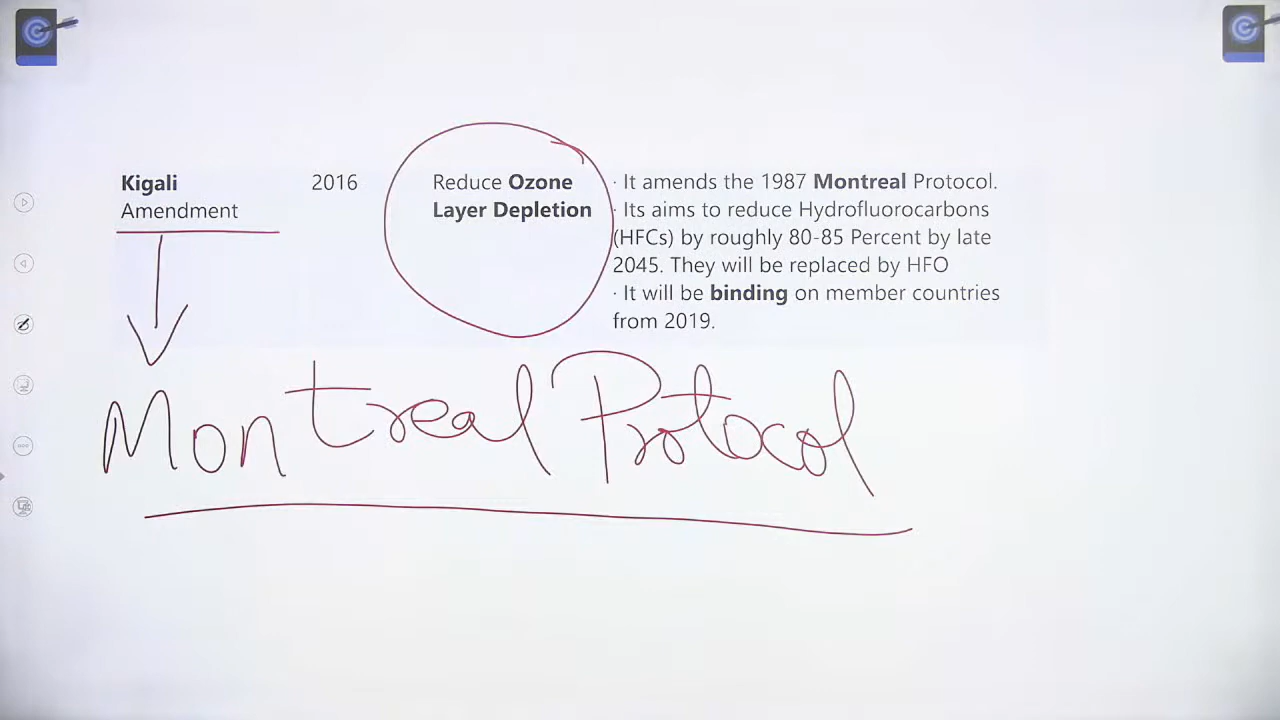 Kigali
Amendment
2016
Reduce Ozone
Layer Depletion
· It amends the 1987 Montreal Protocol.
· Its aims to reduce Hydrofluorocarbons
(HFCs) by roughly 80-85 Percent by late
2045. They will be replaced by HFO
· It will be binding on member countries
from 2019.
Montreal Protocol